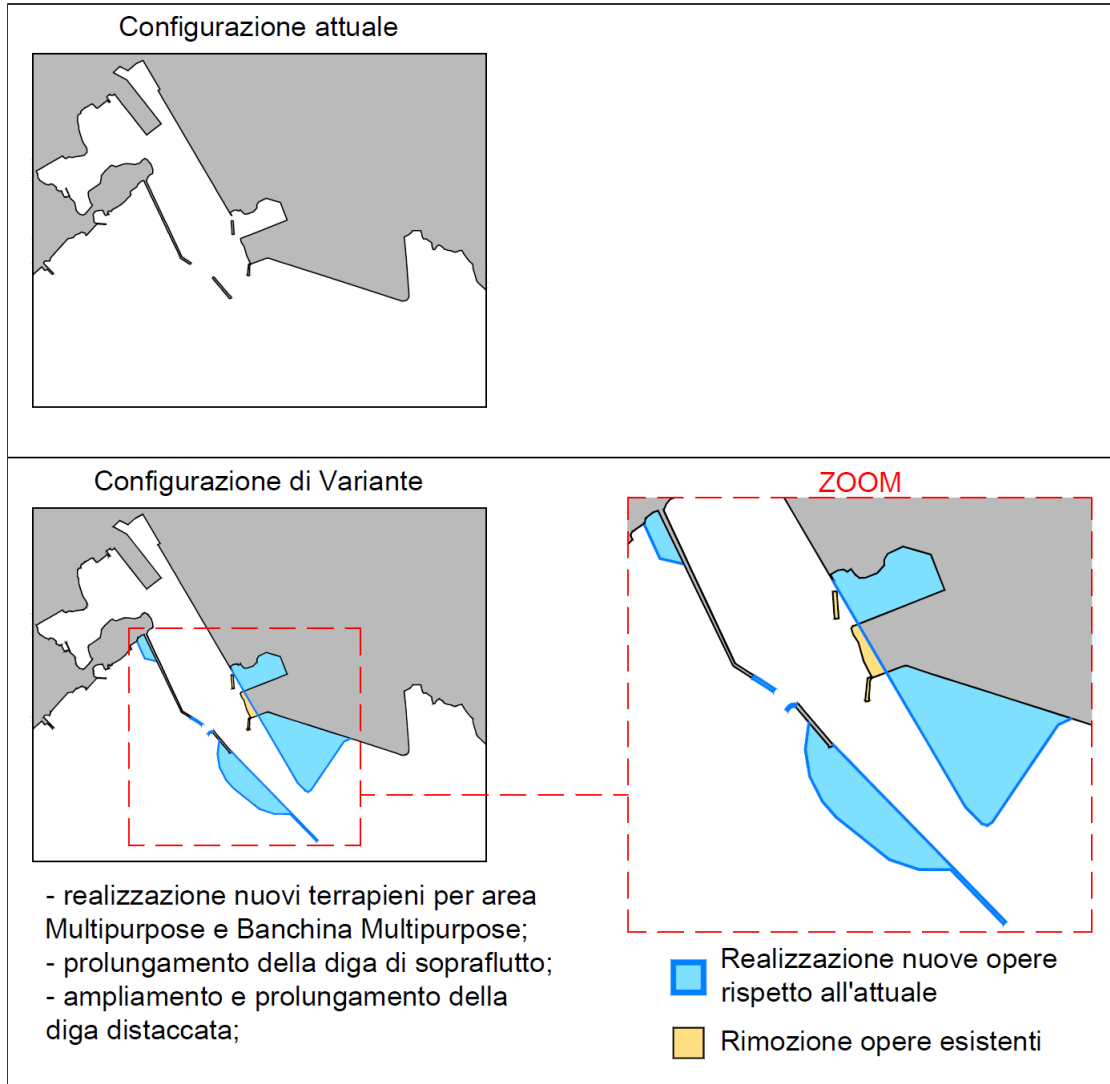 Configurazione attuale
Configurazione di Variante
ZOOM
- realizzazione nuovi terrapieni per area
Multipurpose e Banchina Multipurpose;
- prolungamento della diga di sopraflutto;
- ampliamento e prolungamento della
diga distaccata;
Realizzazione nuove opere
rispetto all'attuale
Rimozione opere esistenti